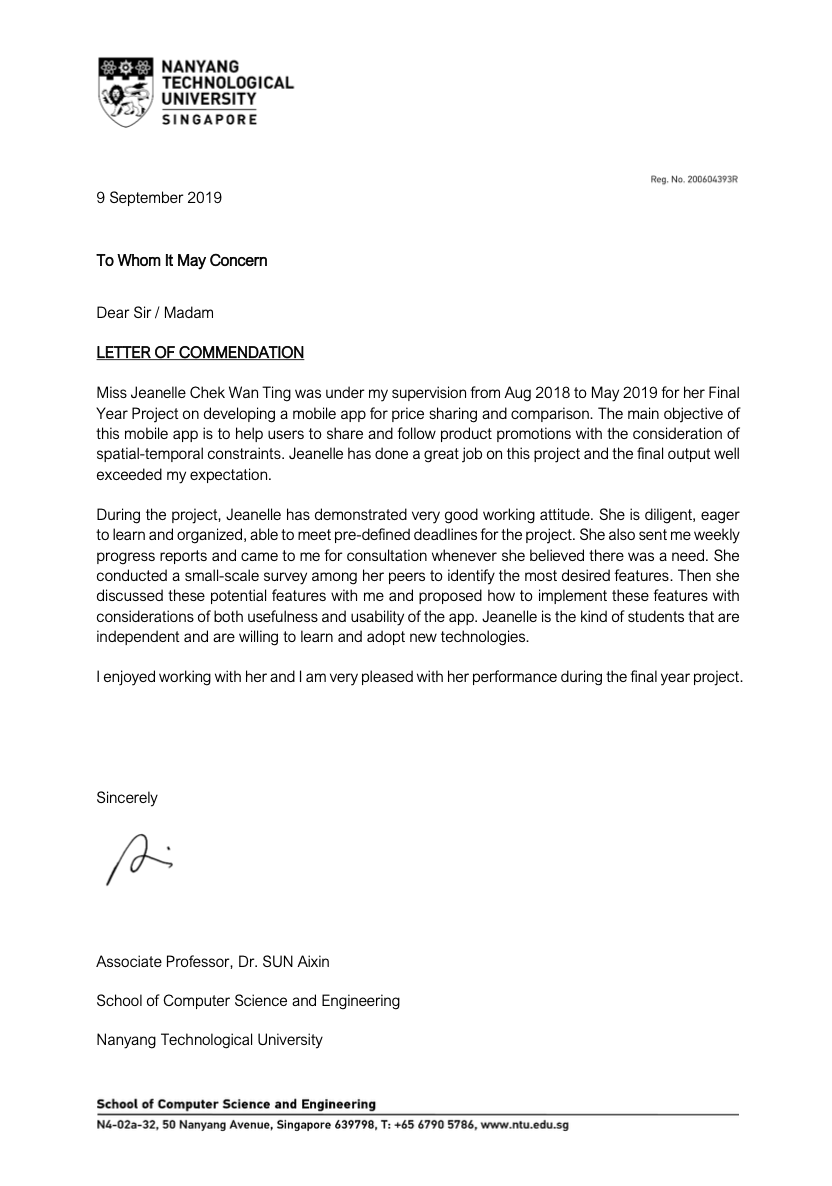 NANYANG
TECHNOLOGICAL
UNIVERSITY
SINGAPORE
Reg. No. 200604393R
9 September 2019
To Whom It May Concern
Dear Sir / Madam
LETTER OF COMMENDATION
Miss Jeanelle Chek Wan Ting was under my supervision from Aug 2018 to May 2019 for her Final
Year Project on developing a mobile app for price sharing and comparison. The main objective of
this mobile app is to help users to share and follow product promotions with the consideration of
spatial-temporal constraints. Jeanelle has done a great job on this project and the final output well
exceeded my expectation.
During the project, Jeanelle has demonstrated very good working attitude. She is diligent, eager
to learn and organized, able to meet pre-defined deadlines for the project. She also sent me weekly
progress reports and came to me for consultation whenever she believed there was a need. She
conducted a small-scale survey among her peers to identify the most desired features. Then she
discussed these potential features with me and proposed how to implement these features with
considerations of both usefulness and usability of the app. Jeanelle is the kind of students that are
independent and are willing to learn and adopt new technologies.
I enjoyed working with her and I am very pleased with her performance during the final year project.
Sincerely
Associate Professor, Dr. SUN Aixin
School of Computer Science and Engineering
Nanyang Technological University
School of Computer Science and Engineering
N4-02a-32, 50 Nanyang Avenue, Singapore 639798, T: +65 6790 5786, www.ntu.edu.sg